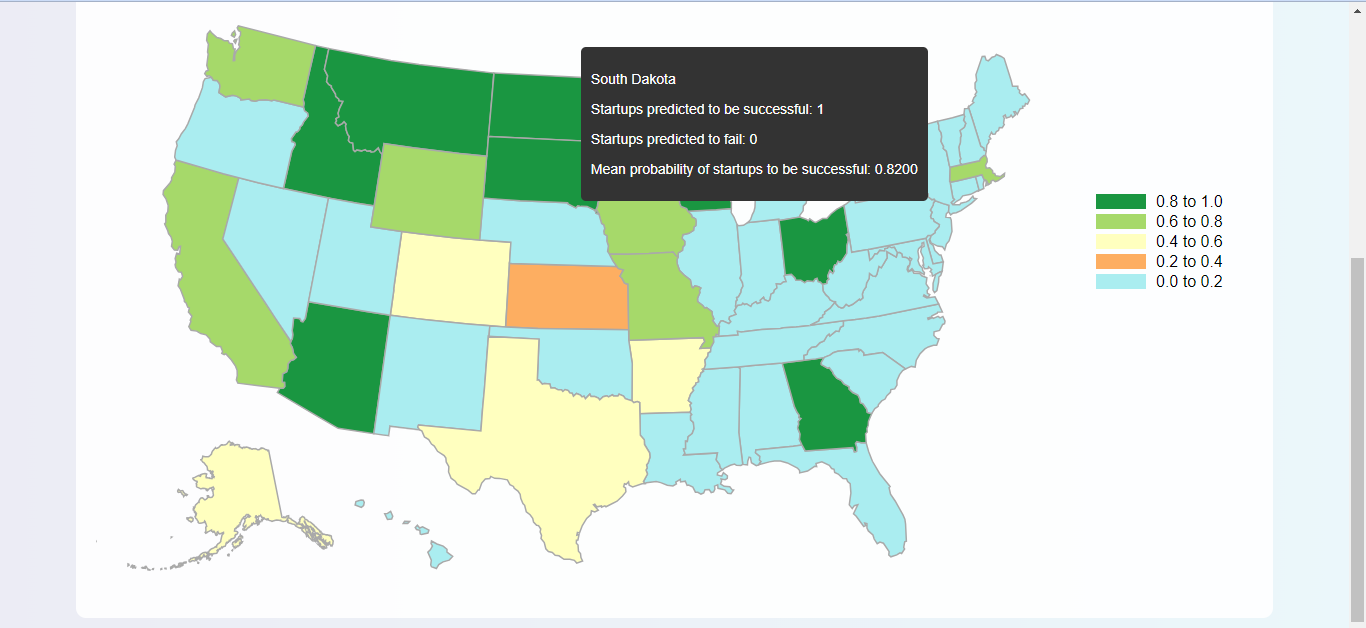 South Dakota
Startups predicted to be successful: 1
Startups predicted to fail: 0
Mean probability of startups to be successful: 0.8200
0.8 to 1.0
0.6 to 0.8
0.4 to 0.6
0.2 to 0.4
0.0 to 0.2